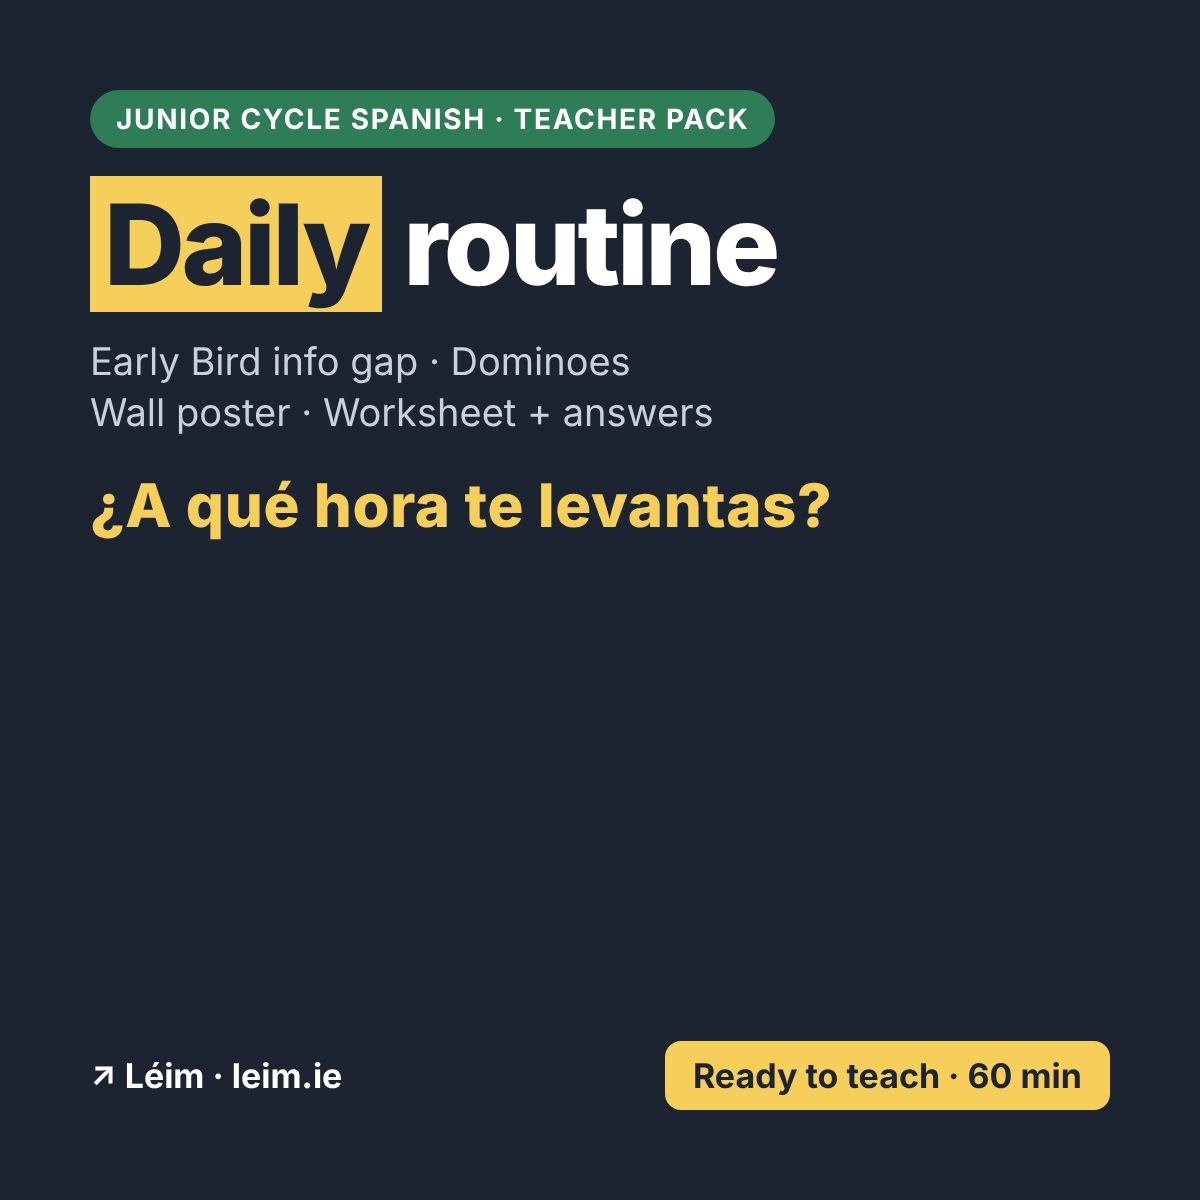 JUNIOR CYCLE SPANISH · TEACHER PACK
Daily routine
Early Bird info gap · Dominoes
Wall poster · Worksheet + answers
¿A qué hora te levantas?
↗ Léim · leim.ie
Ready to teach · 60 min